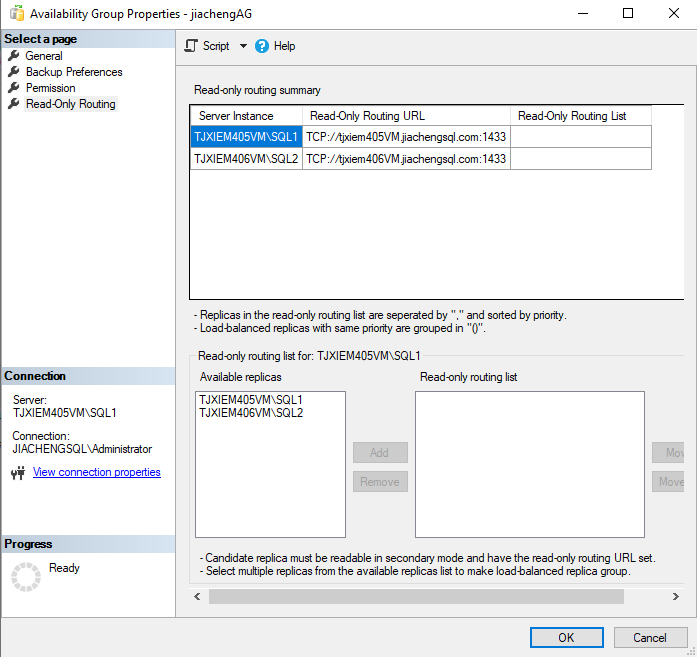 Availability Group Properties - jiachengAG
Select a page
General
Backup Preferences
Permission
Read-Only Routing
Script
Help
Read-only routing summary
Server Instance Read-Only Routing URL Read-Only Routing List
TJXIEM405VM\SQL1 TCP://tjxiem405VM.jiachengsql.com:1433
TJXIEM406VM\SQL2 TCP://tjxiem406VM.jiachengsql.com:1433
- Replicas in the read-only routing list are seperated by "," and sorted by priority.
- Load-balanced replicas with same priority are grouped in "()".
Read-only routing list for: TJXIEM405VM\SQL1
Available replicas
TJXIEM405VM\SQL1
TJXIEM406VM\SQL2
Add
Remove
Read-only routing list
Mov
Move
- Candidate replica must be readable in secondary mode and have the read-only routing URL set.
- Select multiple replicas from the available replicas list to make load-balanced replica group.
Connection
Server:
TJXIEM405VM\SQL1
Connection:
JIACHENGSQL\Administrator
View connection properties
Progress
Ready
OK
Cancel